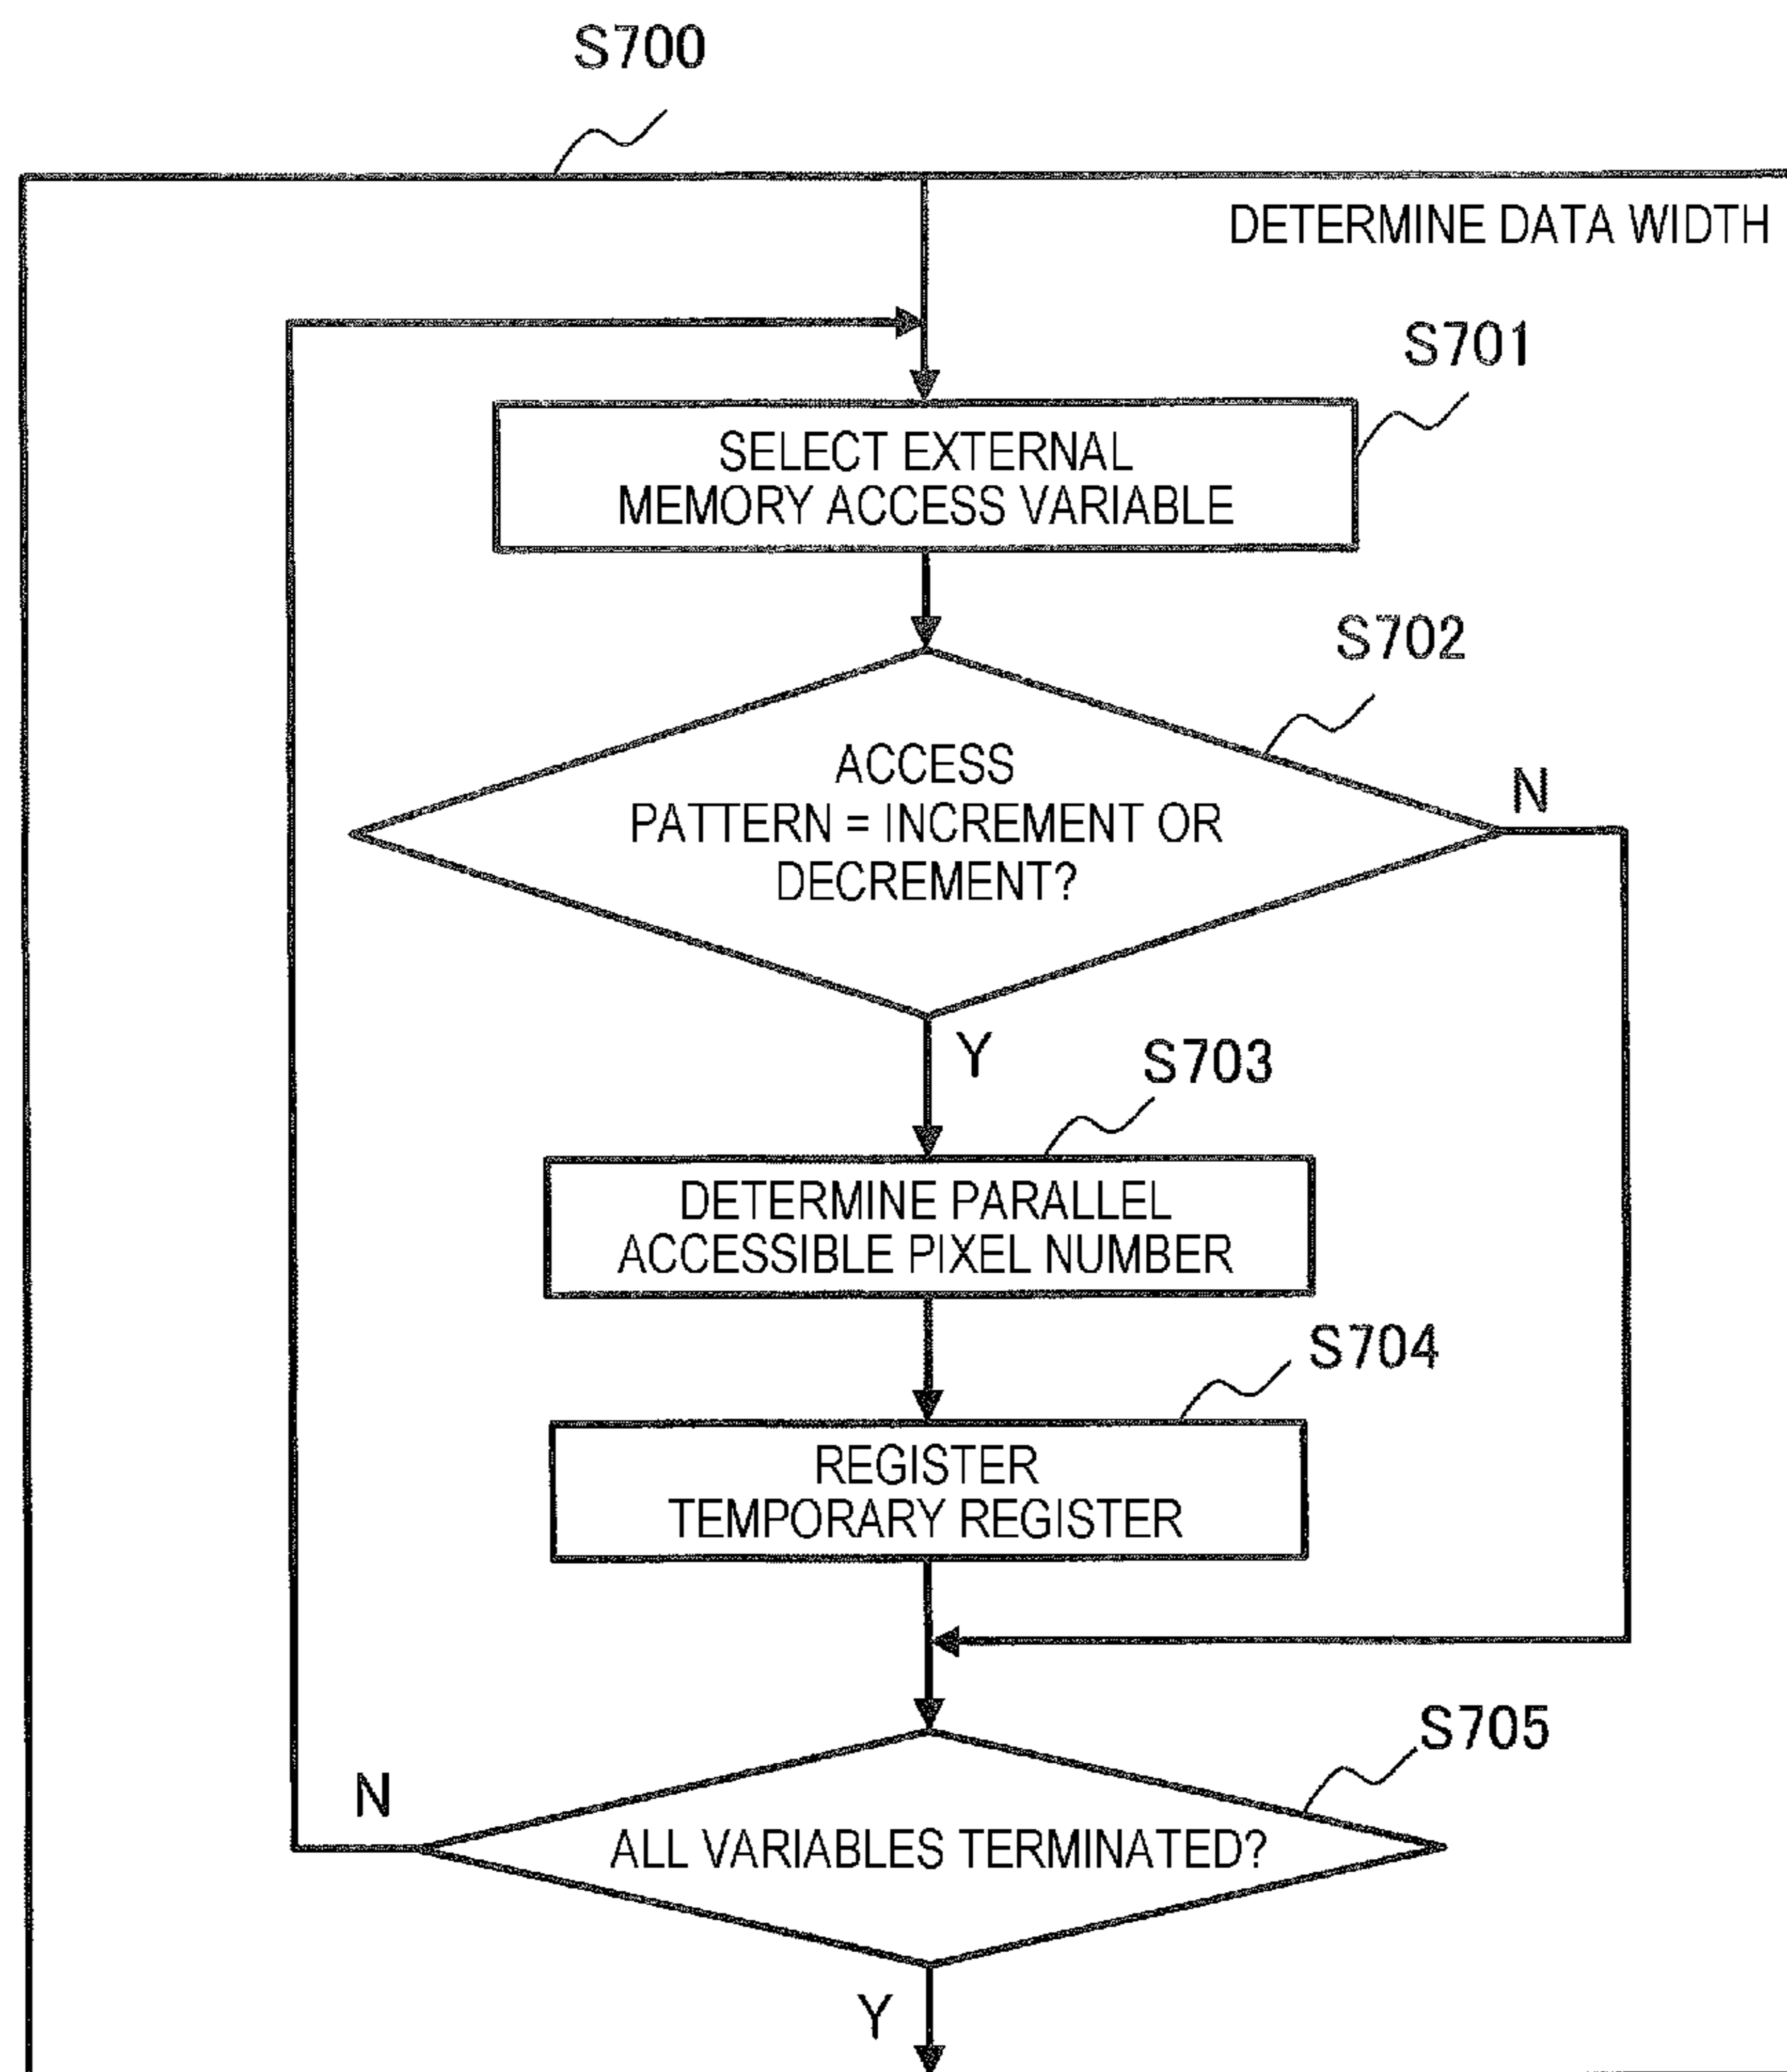 S700
DETERMINE DATA WIDTH
S701
SELECT EXTERNAL
MEMORY ACCESS VARIABLE
S702
ACCESS
PATTERN = INCREMENT OR
DECREMENT?
N
Y
S703
DETERMINE PARALLEL
ACCESSIBLE PIXEL NUMBER
S704
REGISTER
TEMPORARY REGISTER
S705
N
ALL VARIABLES TERMINATED?
Y